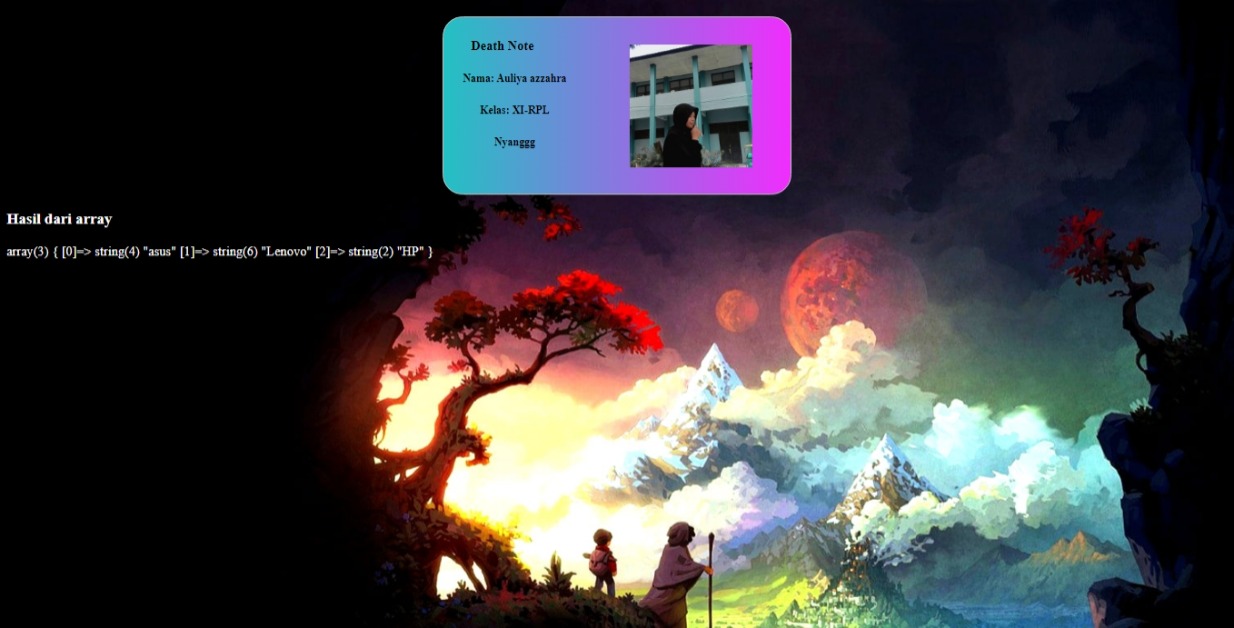 Death Note
Nama: Auliya azzahra
Kelas: XI-RPL
Nyanggg
Hasil dari array
array(3) { [0]=> string(4) "asus" [1]=> string(6) "Lenovo" [2]=> string(2) "HP" }